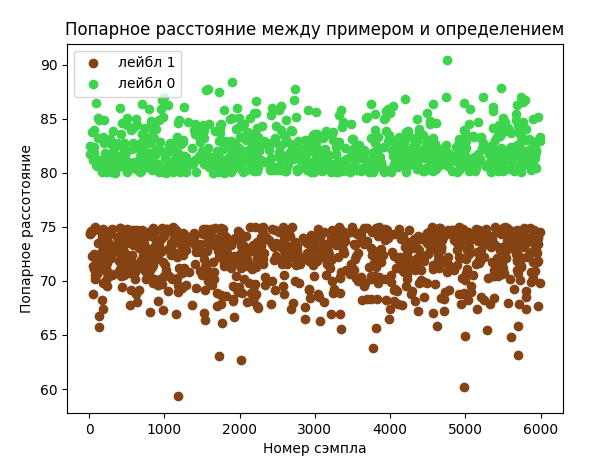 Попарное расстояние между примером и определением
лейбл 1
лейбл 0
90
85
80
75
70
65
60
Попарное рассотояние
0 1000 2000 3000 4000 5000 6000
Номер сэмпла